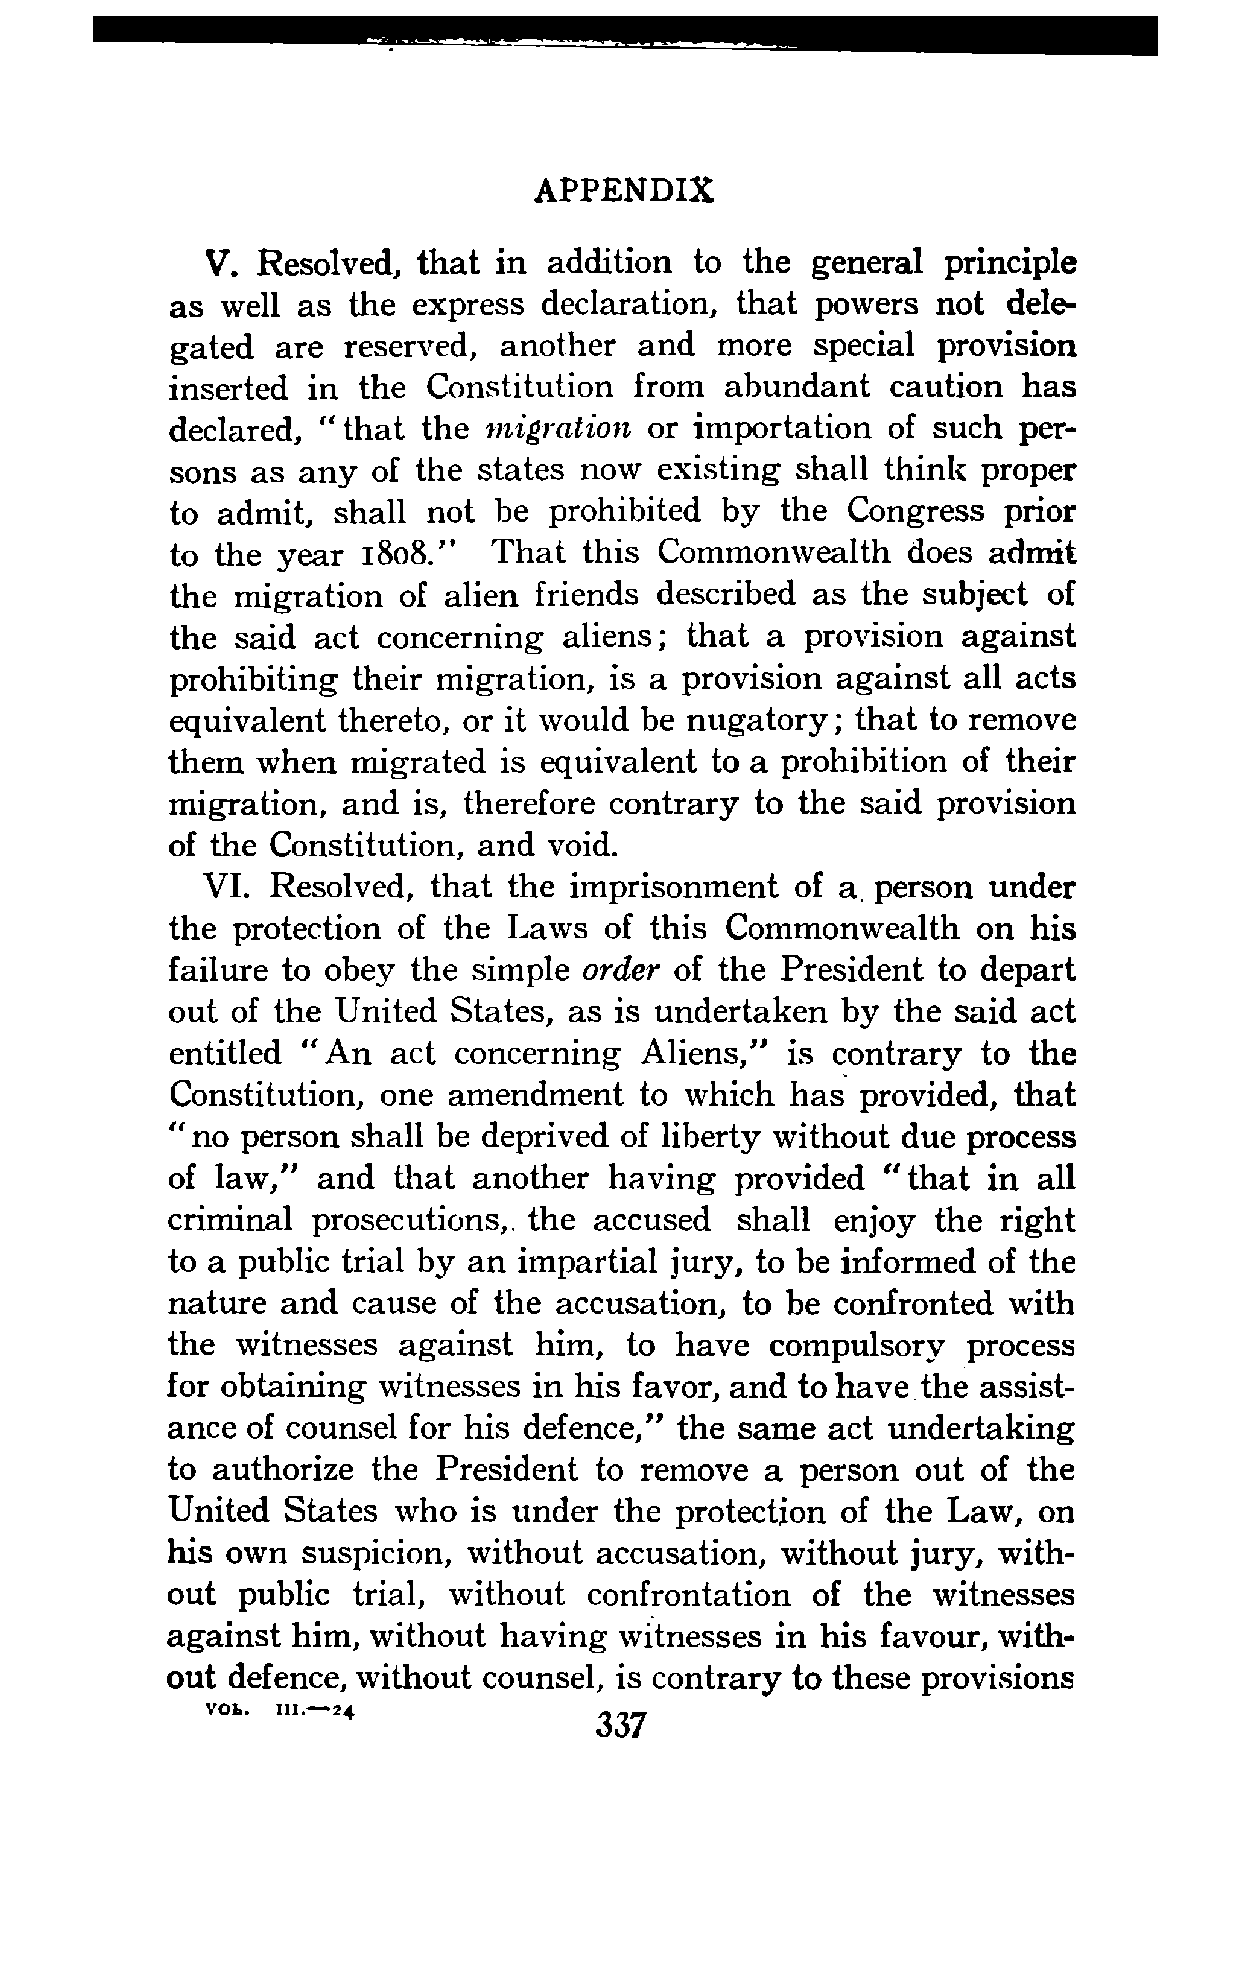 APPENDIX
V. Resolved, that in addition to the general principle
as well as the express declaration, that powers not dele-
gated are reserved, another and more special provision
inserted in the Constitution from abundant caution has
declared, "that the migration or importation of such per-
sons as any of the states now existing shall think proper
to admit, shall not be prohibited by the Congress prior
to the year 1808." That this Commonwealth does admit
the migration of alien friends described as the subject of
the said act concerning aliens; that a provision against
prohibiting their migration, is a provision against all acts
equivalent thereto, or it would be nugatory; that to remove
them when migrated is equivalent to a prohibition of their
migration, and is, therefore contrary to the said provision
of the Constitution, and void.
VI. Resolved, that the imprisonment of a person under
the protection of the Laws of this Commonwealth on his
failure to obey the simple order of the President to depart
out of the United States, as is undertaken by the said act
entitled "An act concerning Aliens," is contrary to the
Constitution, one amendment to which has provided, that
"no person shall be deprived of liberty without due process
of law," and that another having provided "that in all
criminal prosecutions, the accused shall enjoy the right
to a public trial by an impartial jury, to be informed of the
nature and cause of the accusation, to be confronted with
the witnesses against him, to have compulsory process
for obtaining witnesses in his favor, and to have the assist-
ance of counsel for his defence," the same act undertaking
to authorize the President to remove a person out of the
United States who is under the protection of the Law, on
his own suspicion, without accusation, without jury, with-
out public trial, without confrontation of the witnesses
against him, without having witnesses in his favour, with-
out defence, without counsel, is contrary to these provisions
VOL. III.—24
337